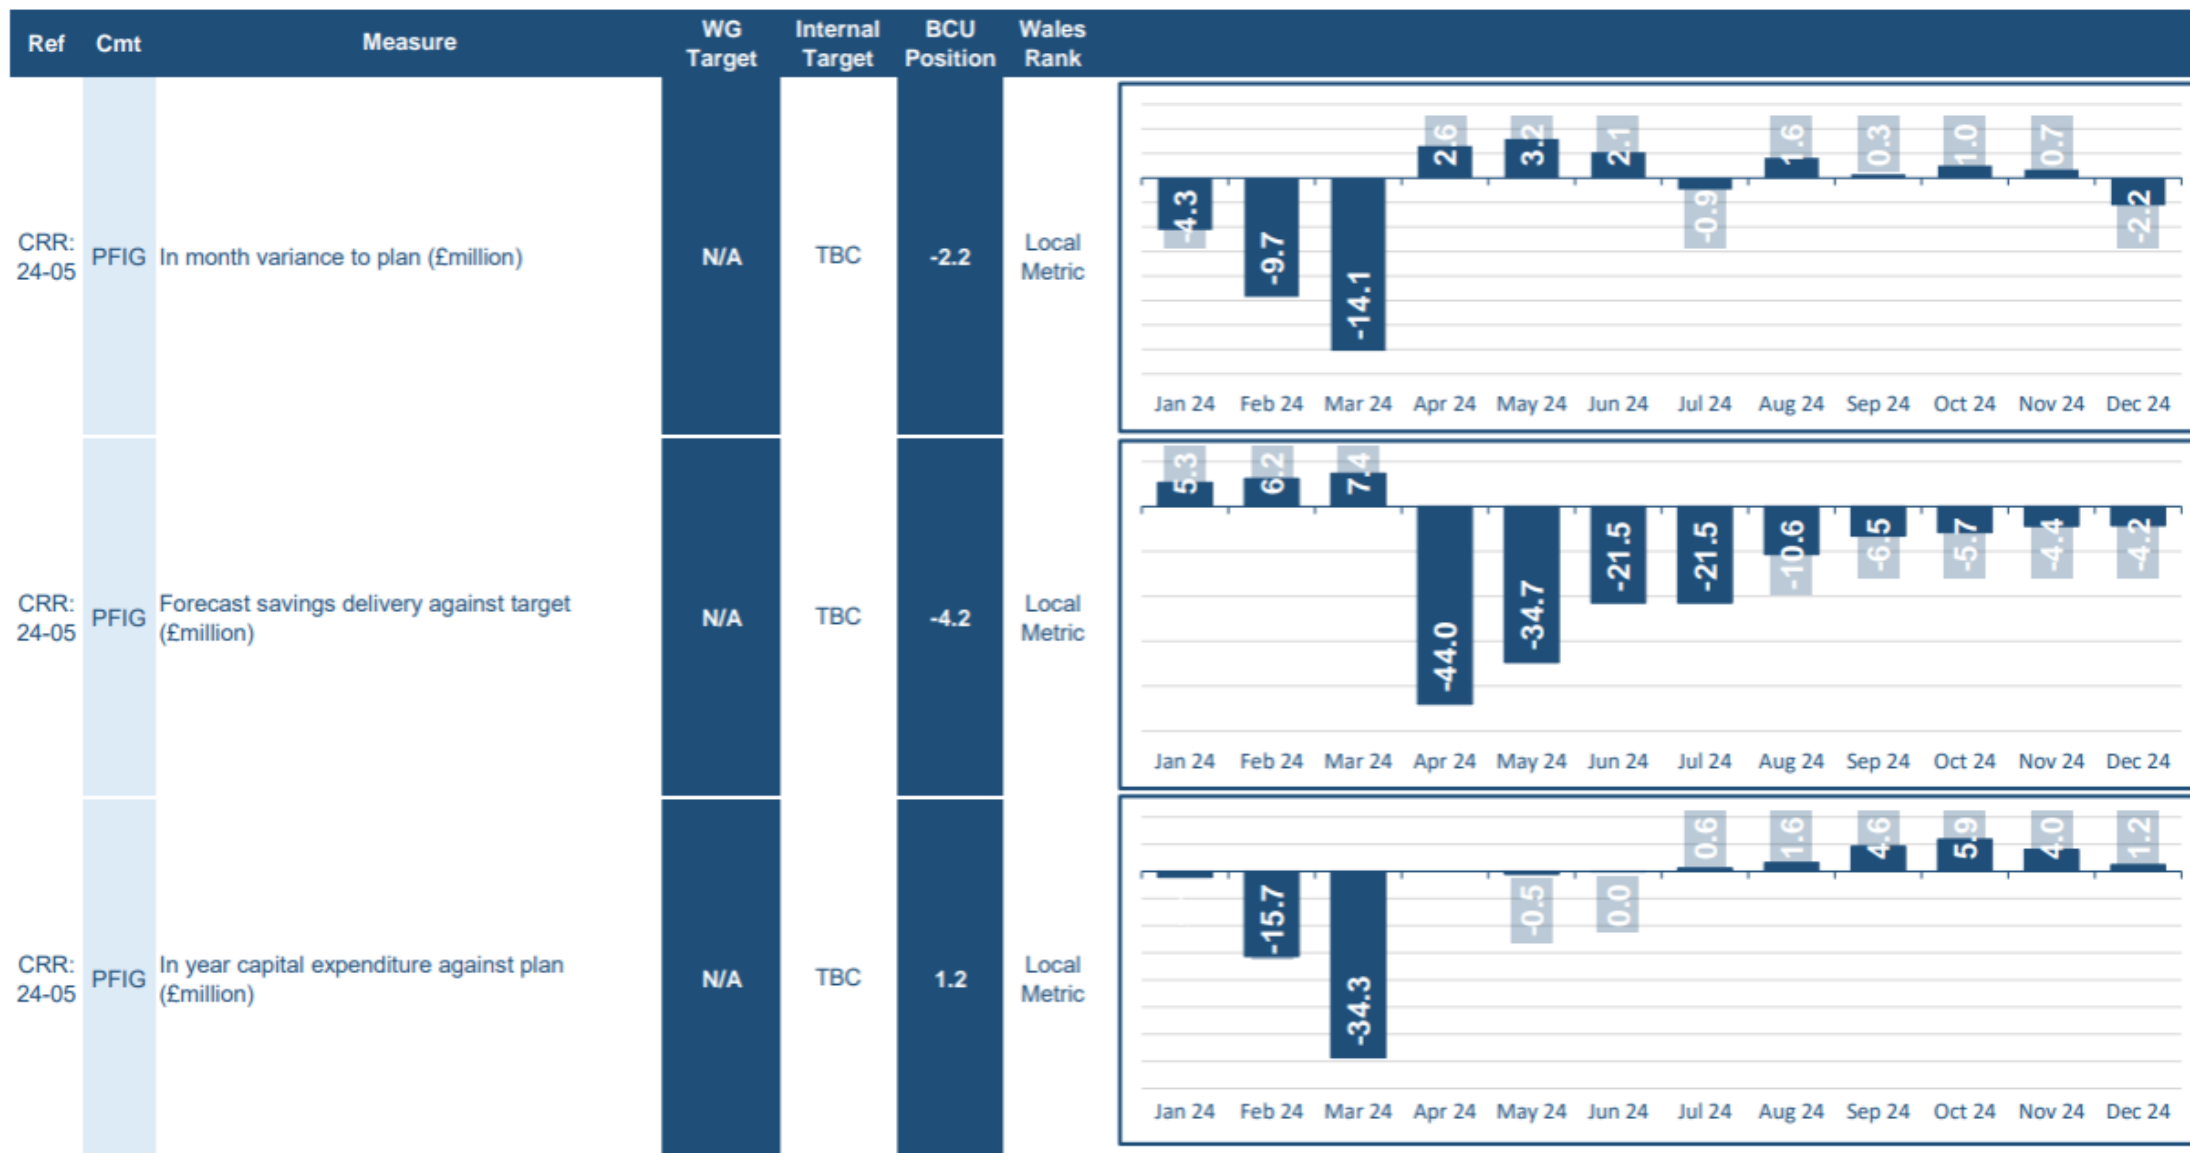 Ref Cmt Measure WG Target Internal Target BCU Position Wales Rank
CRR: 24-05 PFIG In month variance to plan (£million) N/A TBC -2.2 Local Metric
-4.3 -9.7 -14.1 2.6 3.2 2.1 -0.9 1.6 0.3 1.0 0.7 -2.2
Jan 24 Feb 24 Mar 24 Apr 24 May 24 Jun 24 Jul 24 Aug 24 Sep 24 Oct 24 Nov 24 Dec 24
CRR: 24-05 PFIG Forecast savings delivery against target (£million) N/A TBC -4.2 Local Metric
5.3 6.2 7.4 -44.0 -34.7 -21.5 -21.5 -10.6 -6.5 -5.7 -4.4 -4.2
Jan 24 Feb 24 Mar 24 Apr 24 May 24 Jun 24 Jul 24 Aug 24 Sep 24 Oct 24 Nov 24 Dec 24
CRR: 24-05 PFIG In year capital expenditure against plan (£million) N/A TBC 1.2 Local Metric
-15.7 -34.3 -0.5 0.0 0.6 1.6 4.6 5.9 4.0 1.2
Jan 24 Feb 24 Mar 24 Apr 24 May 24 Jun 24 Jul 24 Aug 24 Sep 24 Oct 24 Nov 24 Dec 24